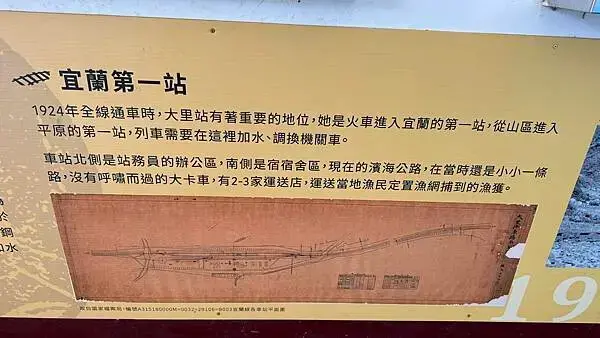 宜蘭第一站
1924年全線通車時，大里站有著重要的地位，她是火車進入宜蘭的第一站，從山區進入
平原的第一站，列車需要在這裡加水、調換機關車。
車站北側是站務員的辦公區，南側是宿宿舍區，現在的濱海公路，在當時還是小小一條
路，沒有呼嘯而過的大卡車，有2-3家運送店，運送當地漁民定置漁網捕到的漁獲。
於
鋼
加水
19